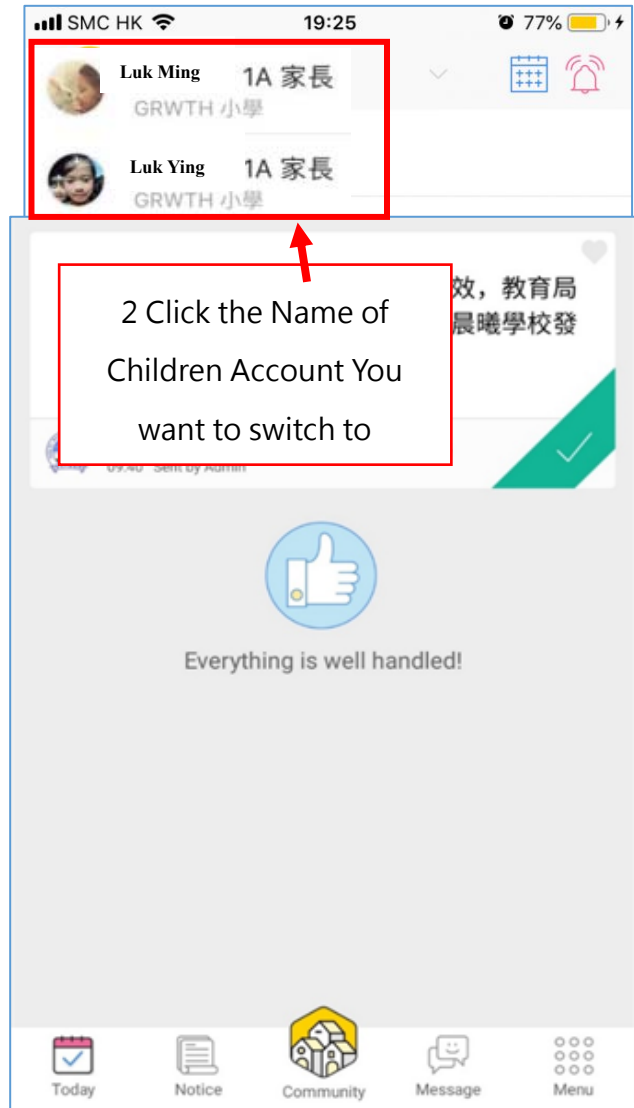 SMC HK 19:25 77%
Luk Ming 1A 家長
GRWTH 小學
Luk Ying 1A 家長
GRWTH 小學
效，教育局
晨曦學校發
2 Click the Name of
Children Account You
want to switch to
09:40 Sent by Admin
Everything is well handled!
Today Notice Community Message Menu